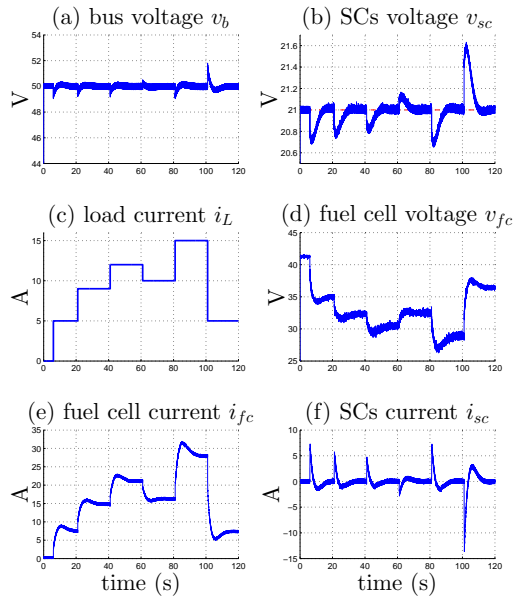 (a) bus voltage v_b
(b) SCs voltage v_sc
54
52
50
48
46
44
V
0 20 40 60 80 100 120
21.6
21.4
21.2
21
20.8
20.6
V
0 20 40 60 80 100 120
(c) load current i_L
(d) fuel cell voltage v_fc
15
10
5
0
A
0 20 40 60 80 100 120
45
40
35
30
25
V
0 20 40 60 80 100 120
(e) fuel cell current i_fc
(f) SCs current i_sc
35
30
25
20
15
10
5
0
A
0 20 40 60 80 100 120
time (s)
10
5
0
−5
−10
−15
A
0 20 40 60 80 100 120
time (s)